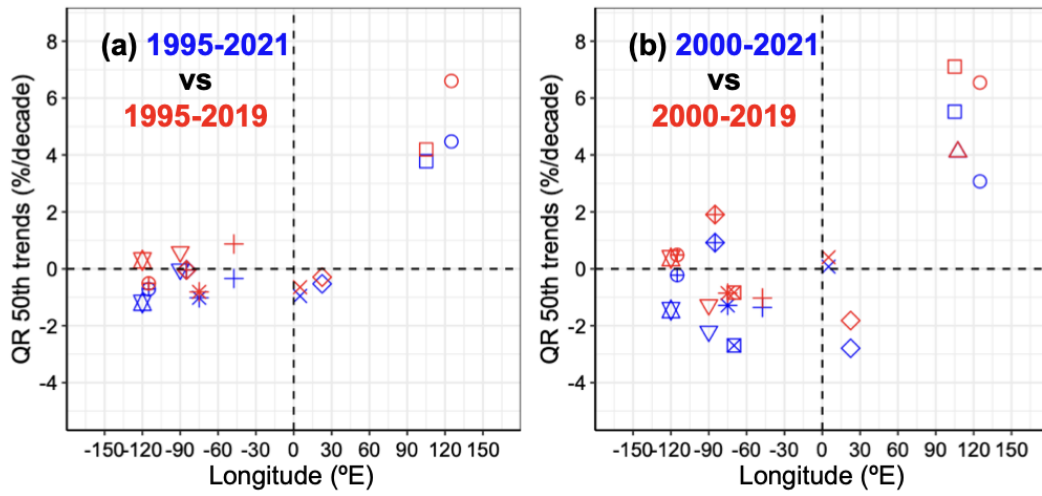 (a) 1995-2021
vs
1995-2019
QR 50th trends (%/decade)
8
6
4
2
0
-2
-4
-150 -120 -90 -60 -30 0 30 60 90 120 150
Longitude (ºE)
(b) 2000-2021
vs
2000-2019
QR 50th trends (%/decade)
8
6
4
2
0
-2
-4
-150 -120 -90 -60 -30 0 30 60 90 120 150
Longitude (ºE)